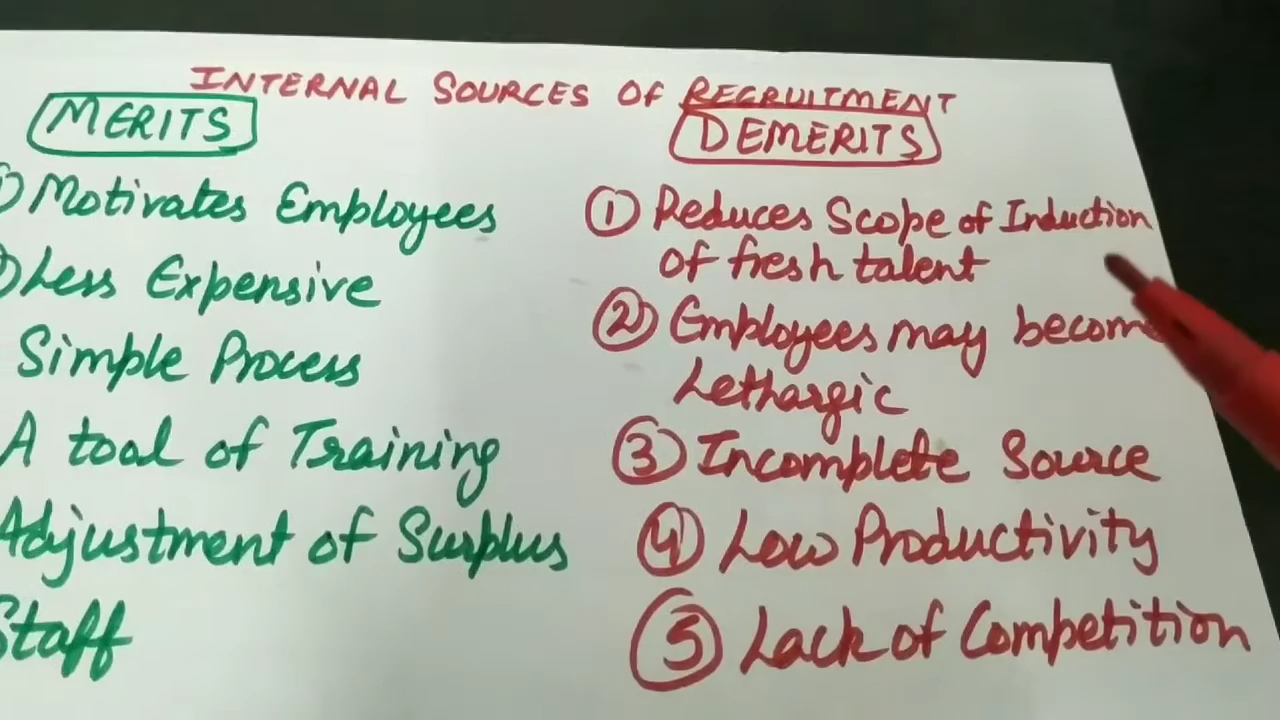 INTERNAL SOURCES OF RECRUITMENT
MERITS
1) Motivates Employees
) Less Expensive
Simple Process
A tool of Training
Adjustment of Surplus
Staff
DEMERITS
① Reduces Scope of Induction
of fresh talent
② Employees may become
Lethargic
③ Incomplete Source
④ Low Productivity
⑤ Lack of Competition